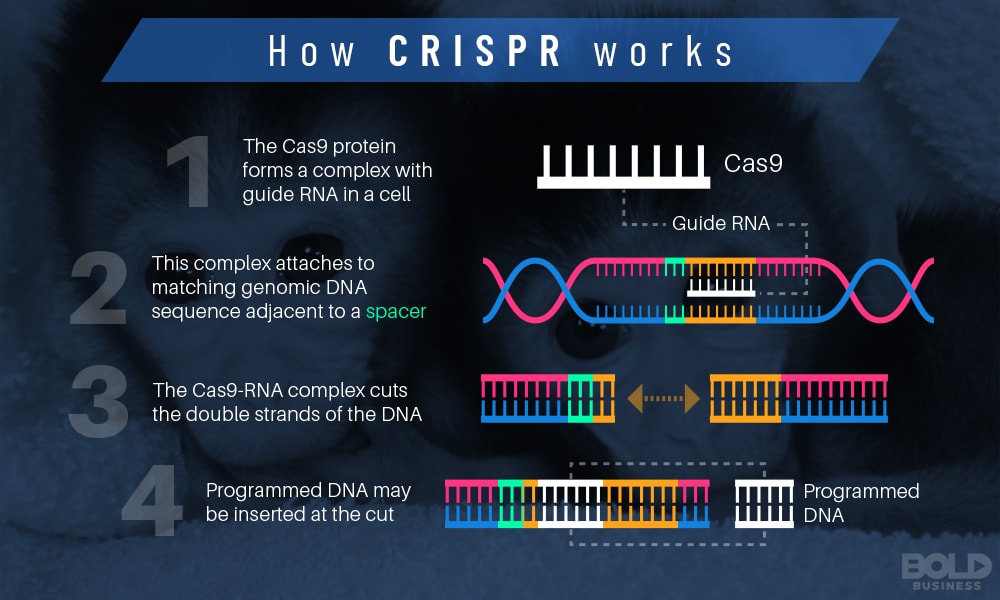 How CRISPR works
1
The Cas9 protein
forms a complex with
guide RNA in a cell
Cas9
Guide RNA
2
This complex attaches to
matching genomic DNA
sequence adjacent to a spacer
3
The Cas9-RNA complex cuts
the double strands of the DNA
4
Programmed DNA may
be inserted at the cut
Programmed
DNA
BOLD
BUSINESS